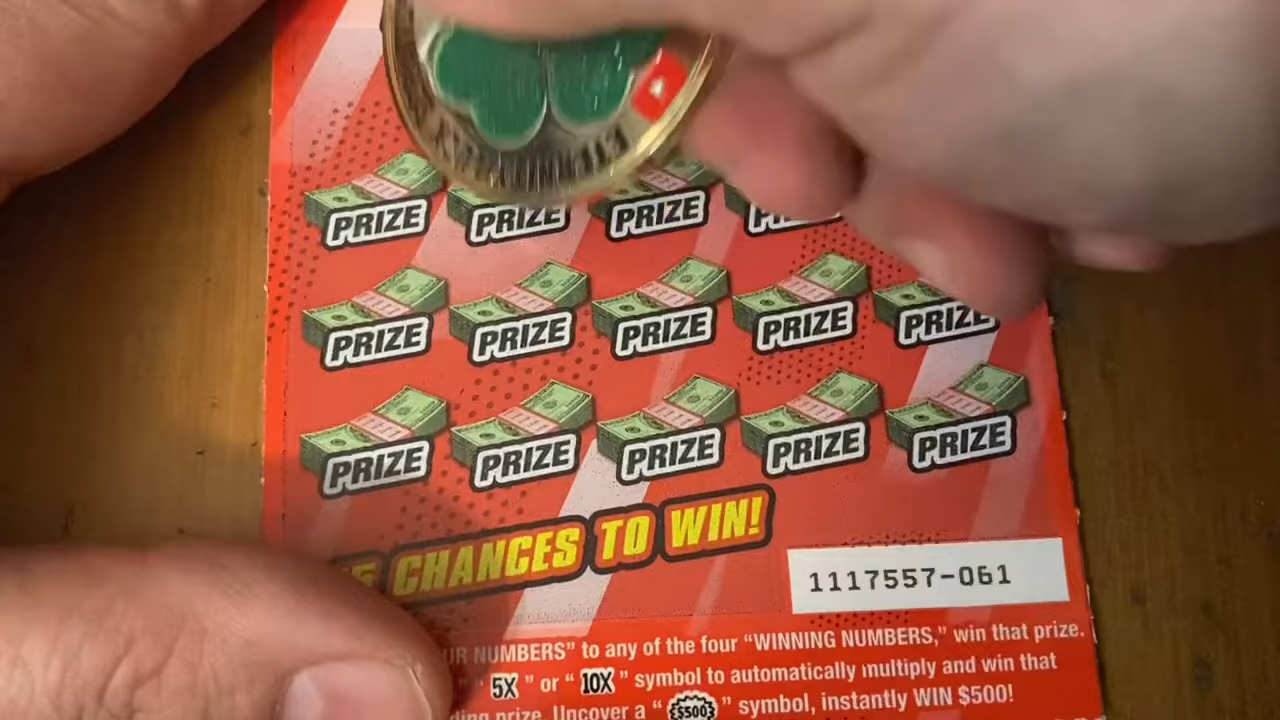 PRIZE PRIZE PRIZE
PRIZE PRIZE PRIZE PRIZE PRIZE
PRIZE PRIZE PRIZE PRIZE PRIZE
CHANCES TO WIN!
1117557-061
NUMBERS" to any of the four "WINNING NUMBERS," win that prize.
"5X" or "10X" symbol to automatically multiply and win that
prize. Uncover a "$500" symbol, instantly WIN $500!